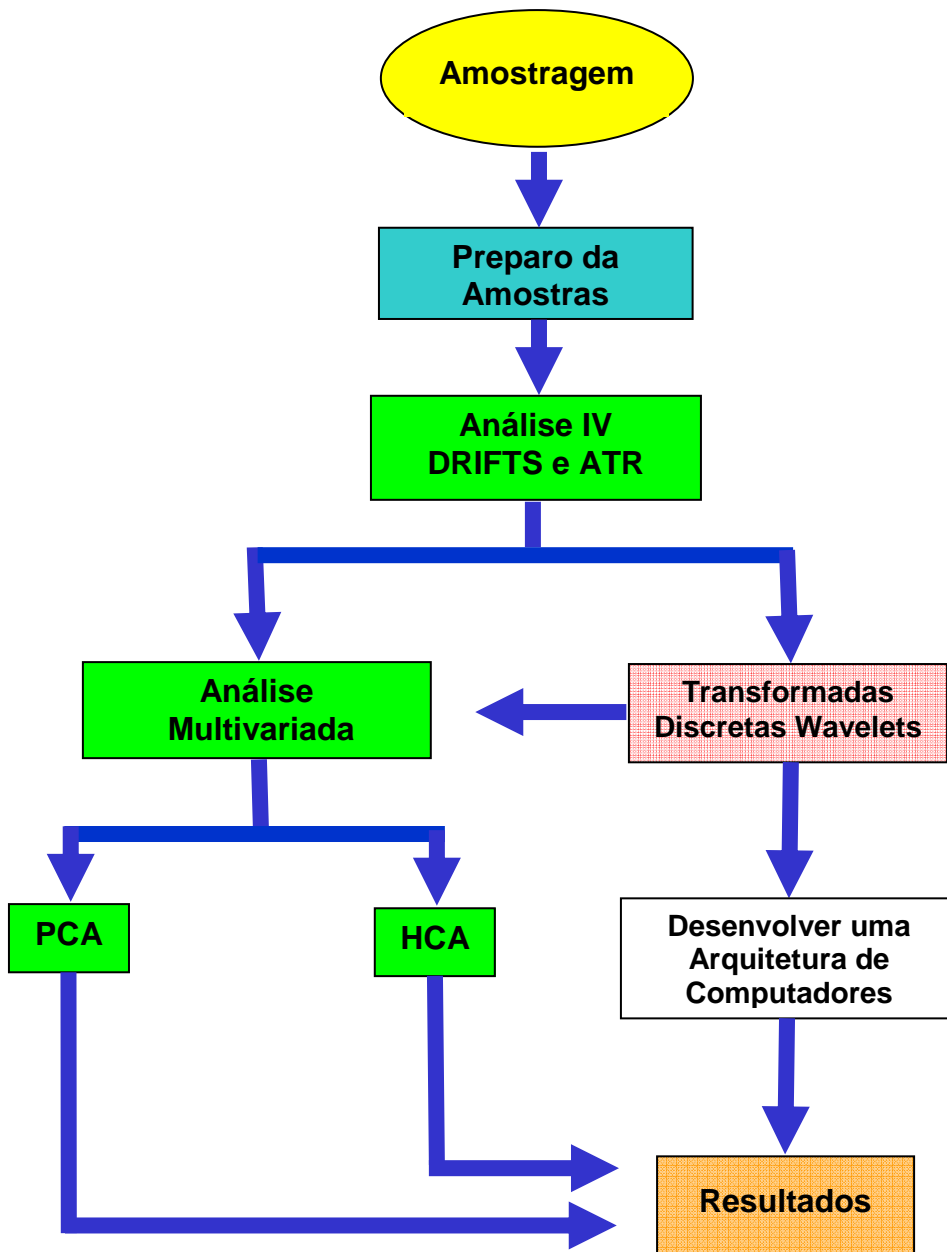 Amostragem
Preparo da
Amostras
Análise IV
DRIFTS e ATR
Análise
Multivariada
Transformadas
Discretas Wavelets
PCA
HCA
Desenvolver uma
Arquitetura de
Computadores
Resultados